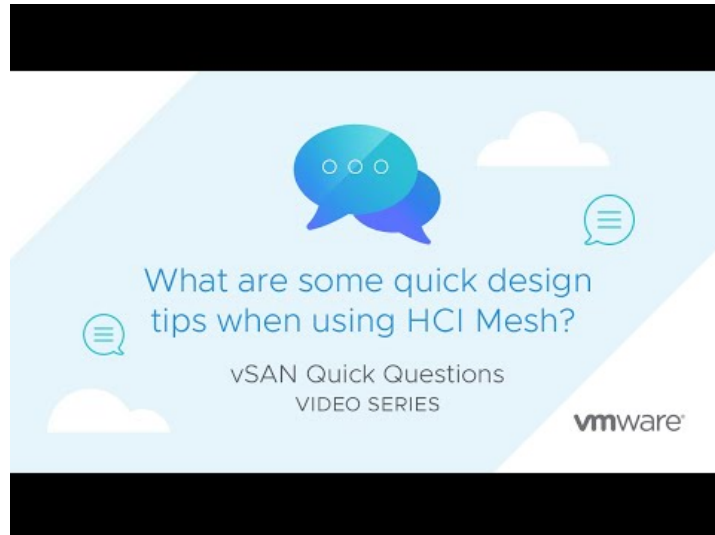 What are some quick design
tips when using HCI Mesh?
vSAN Quick Questions
VIDEO SERIES
vmware®